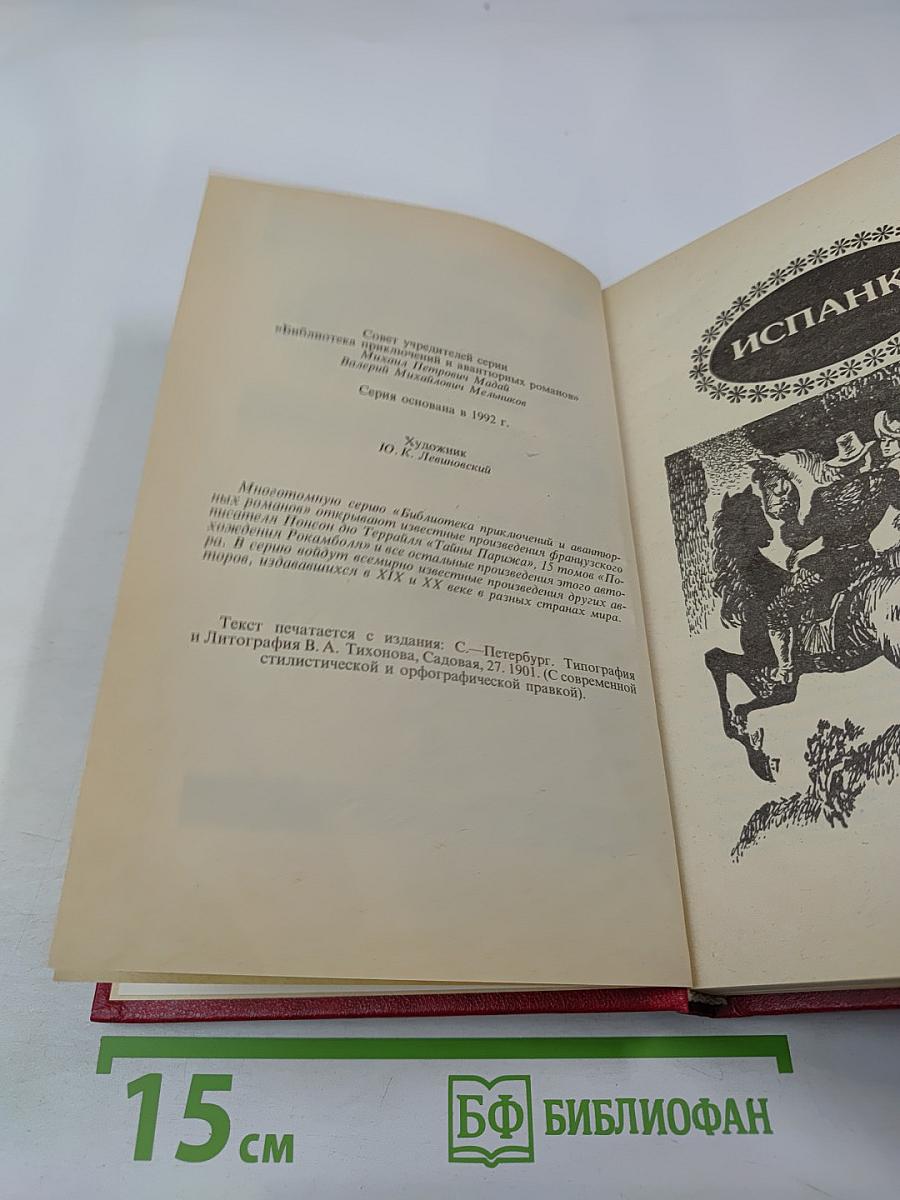 Совет учредителей серии
«Библиотека приключений и авантюрных романов»
Михаил Петрович Мадай
Валерий Михайлович Мельников
Серия основана в 1992 г.
Художник
Ю. К. Левиновский
Многотомную серию «Библиотека приключений и авантюр-
ных романов» открывают известные произведения французского
писателя Понсон дю Террайля «Тайны Парижа», 15 томов «По-
хождения Рокамболя» и все остальные произведения этого авто-
ра. В серию войдут всемирно известные произведения других ав-
торов, издававшихся в XIX и XX веке в разных странах мира.
Текст печатается с издания: С.—Петербург. Типография
и Литография В. А. Тихонова, Садовая, 27. 1901. (С современной
стилистической и орфографической правкой).
ИСПАНК
15 см
БФ БИБЛИОФАН